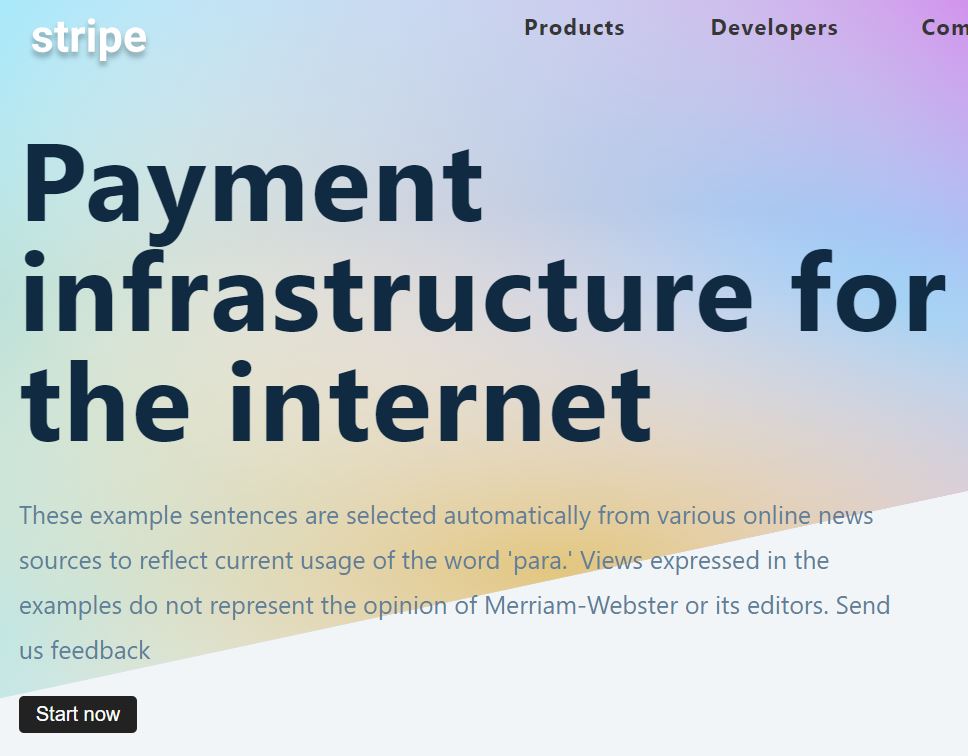 stripe
Products Developers Com
Payment
infrastructure for
the internet
These example sentences are selected automatically from various online news
sources to reflect current usage of the word 'para.' Views expressed in the
examples do not represent the opinion of Merriam-Webster or its editors. Send
us feedback
Start now